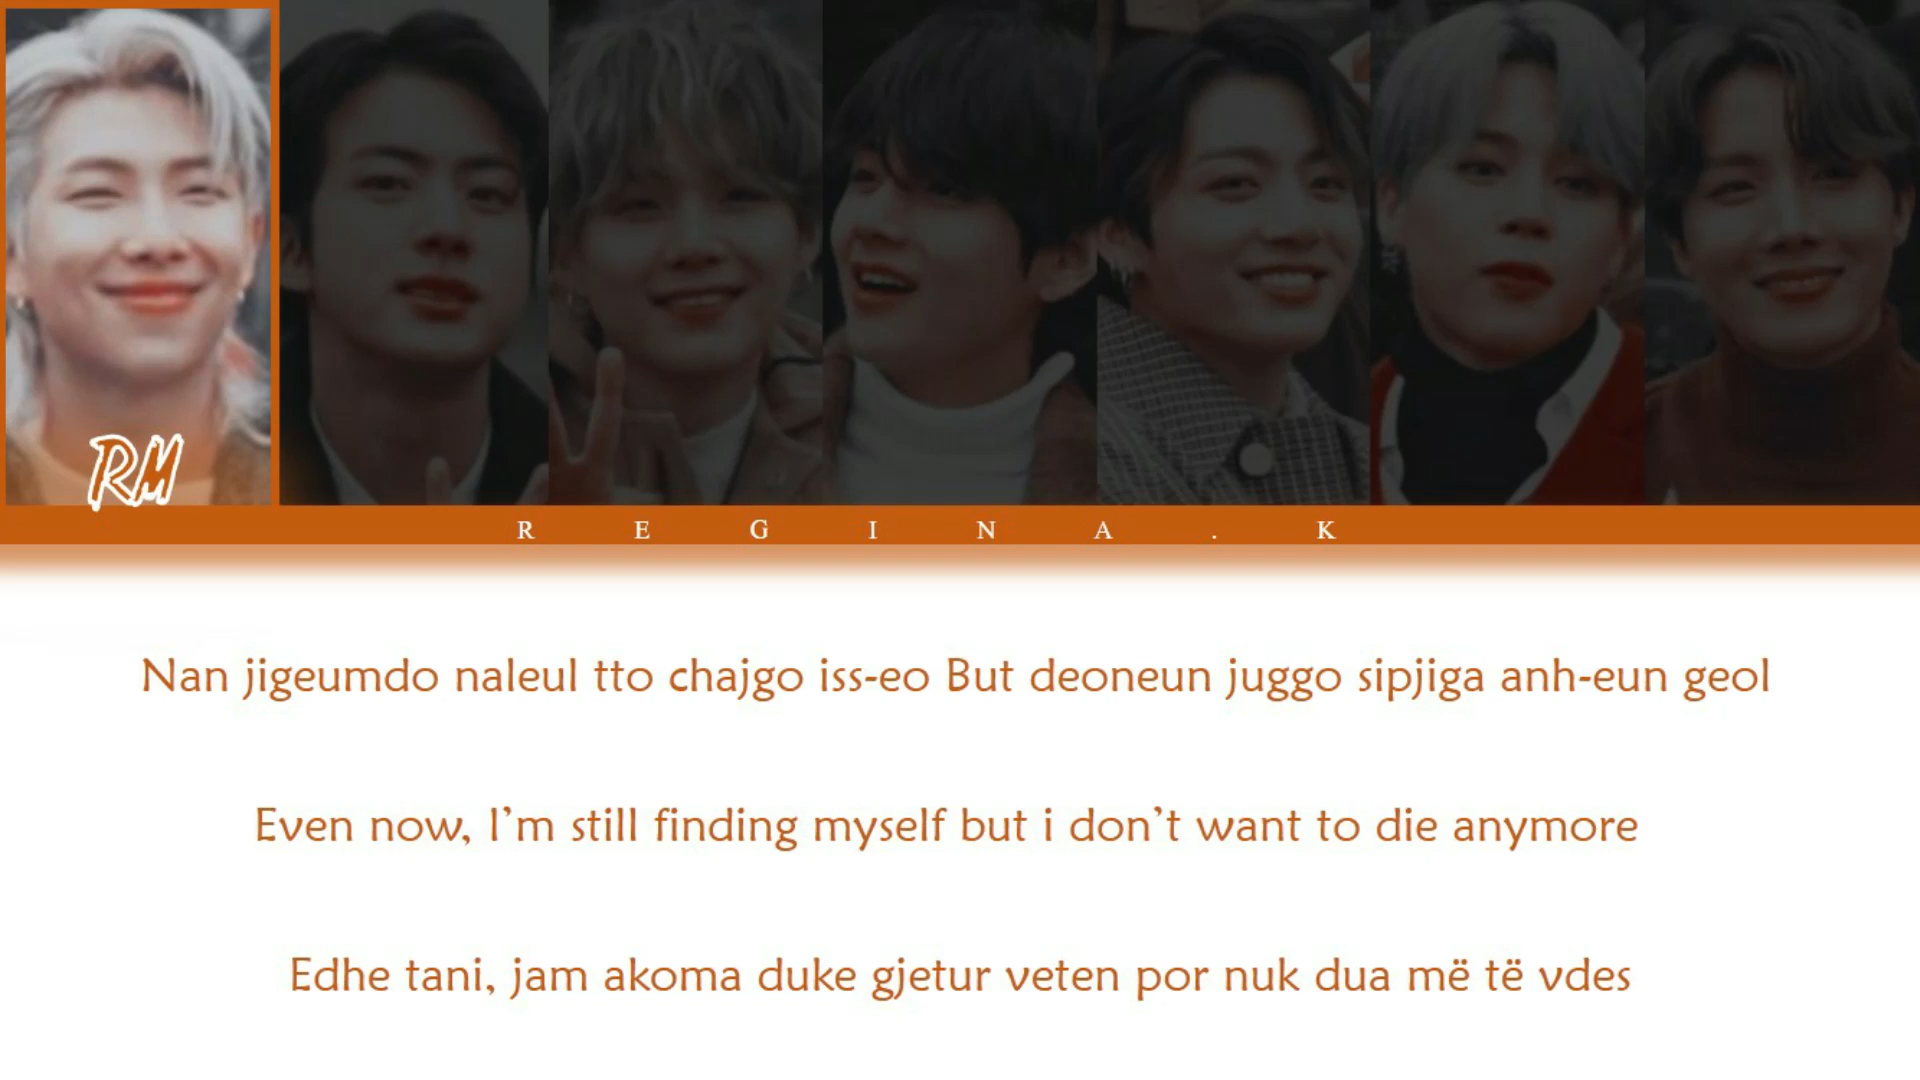 RM
R E G I N A . K
Nan jigeumdo naleul tto chajgo iss-eo But deoneun juggo sipjiga anh-eun geol
Even now, I’m still finding myself but i don’t want to die anymore
Edhe tani, jam akoma duke gjetur veten por nuk dua më të vdes